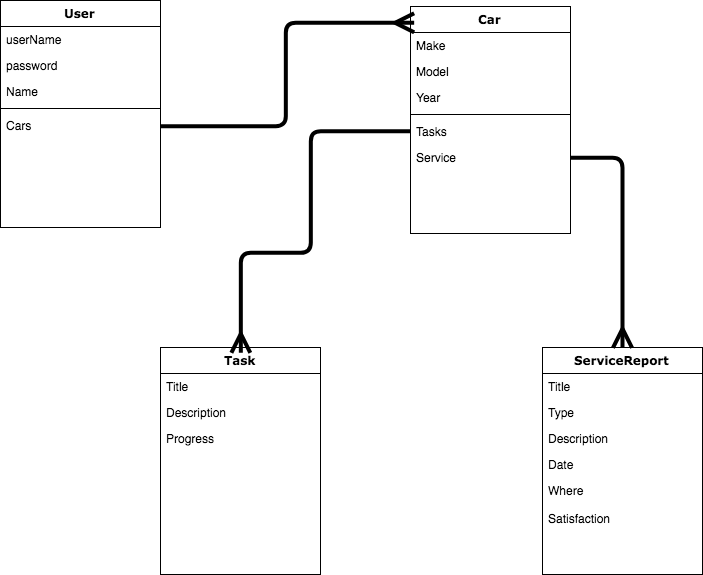 User
userName
password
Name
Cars
Car
Make
Model
Year
Tasks
Service
Task
Title
Description
Progress
ServiceReport
Title
Type
Description
Date
Where
Satisfaction